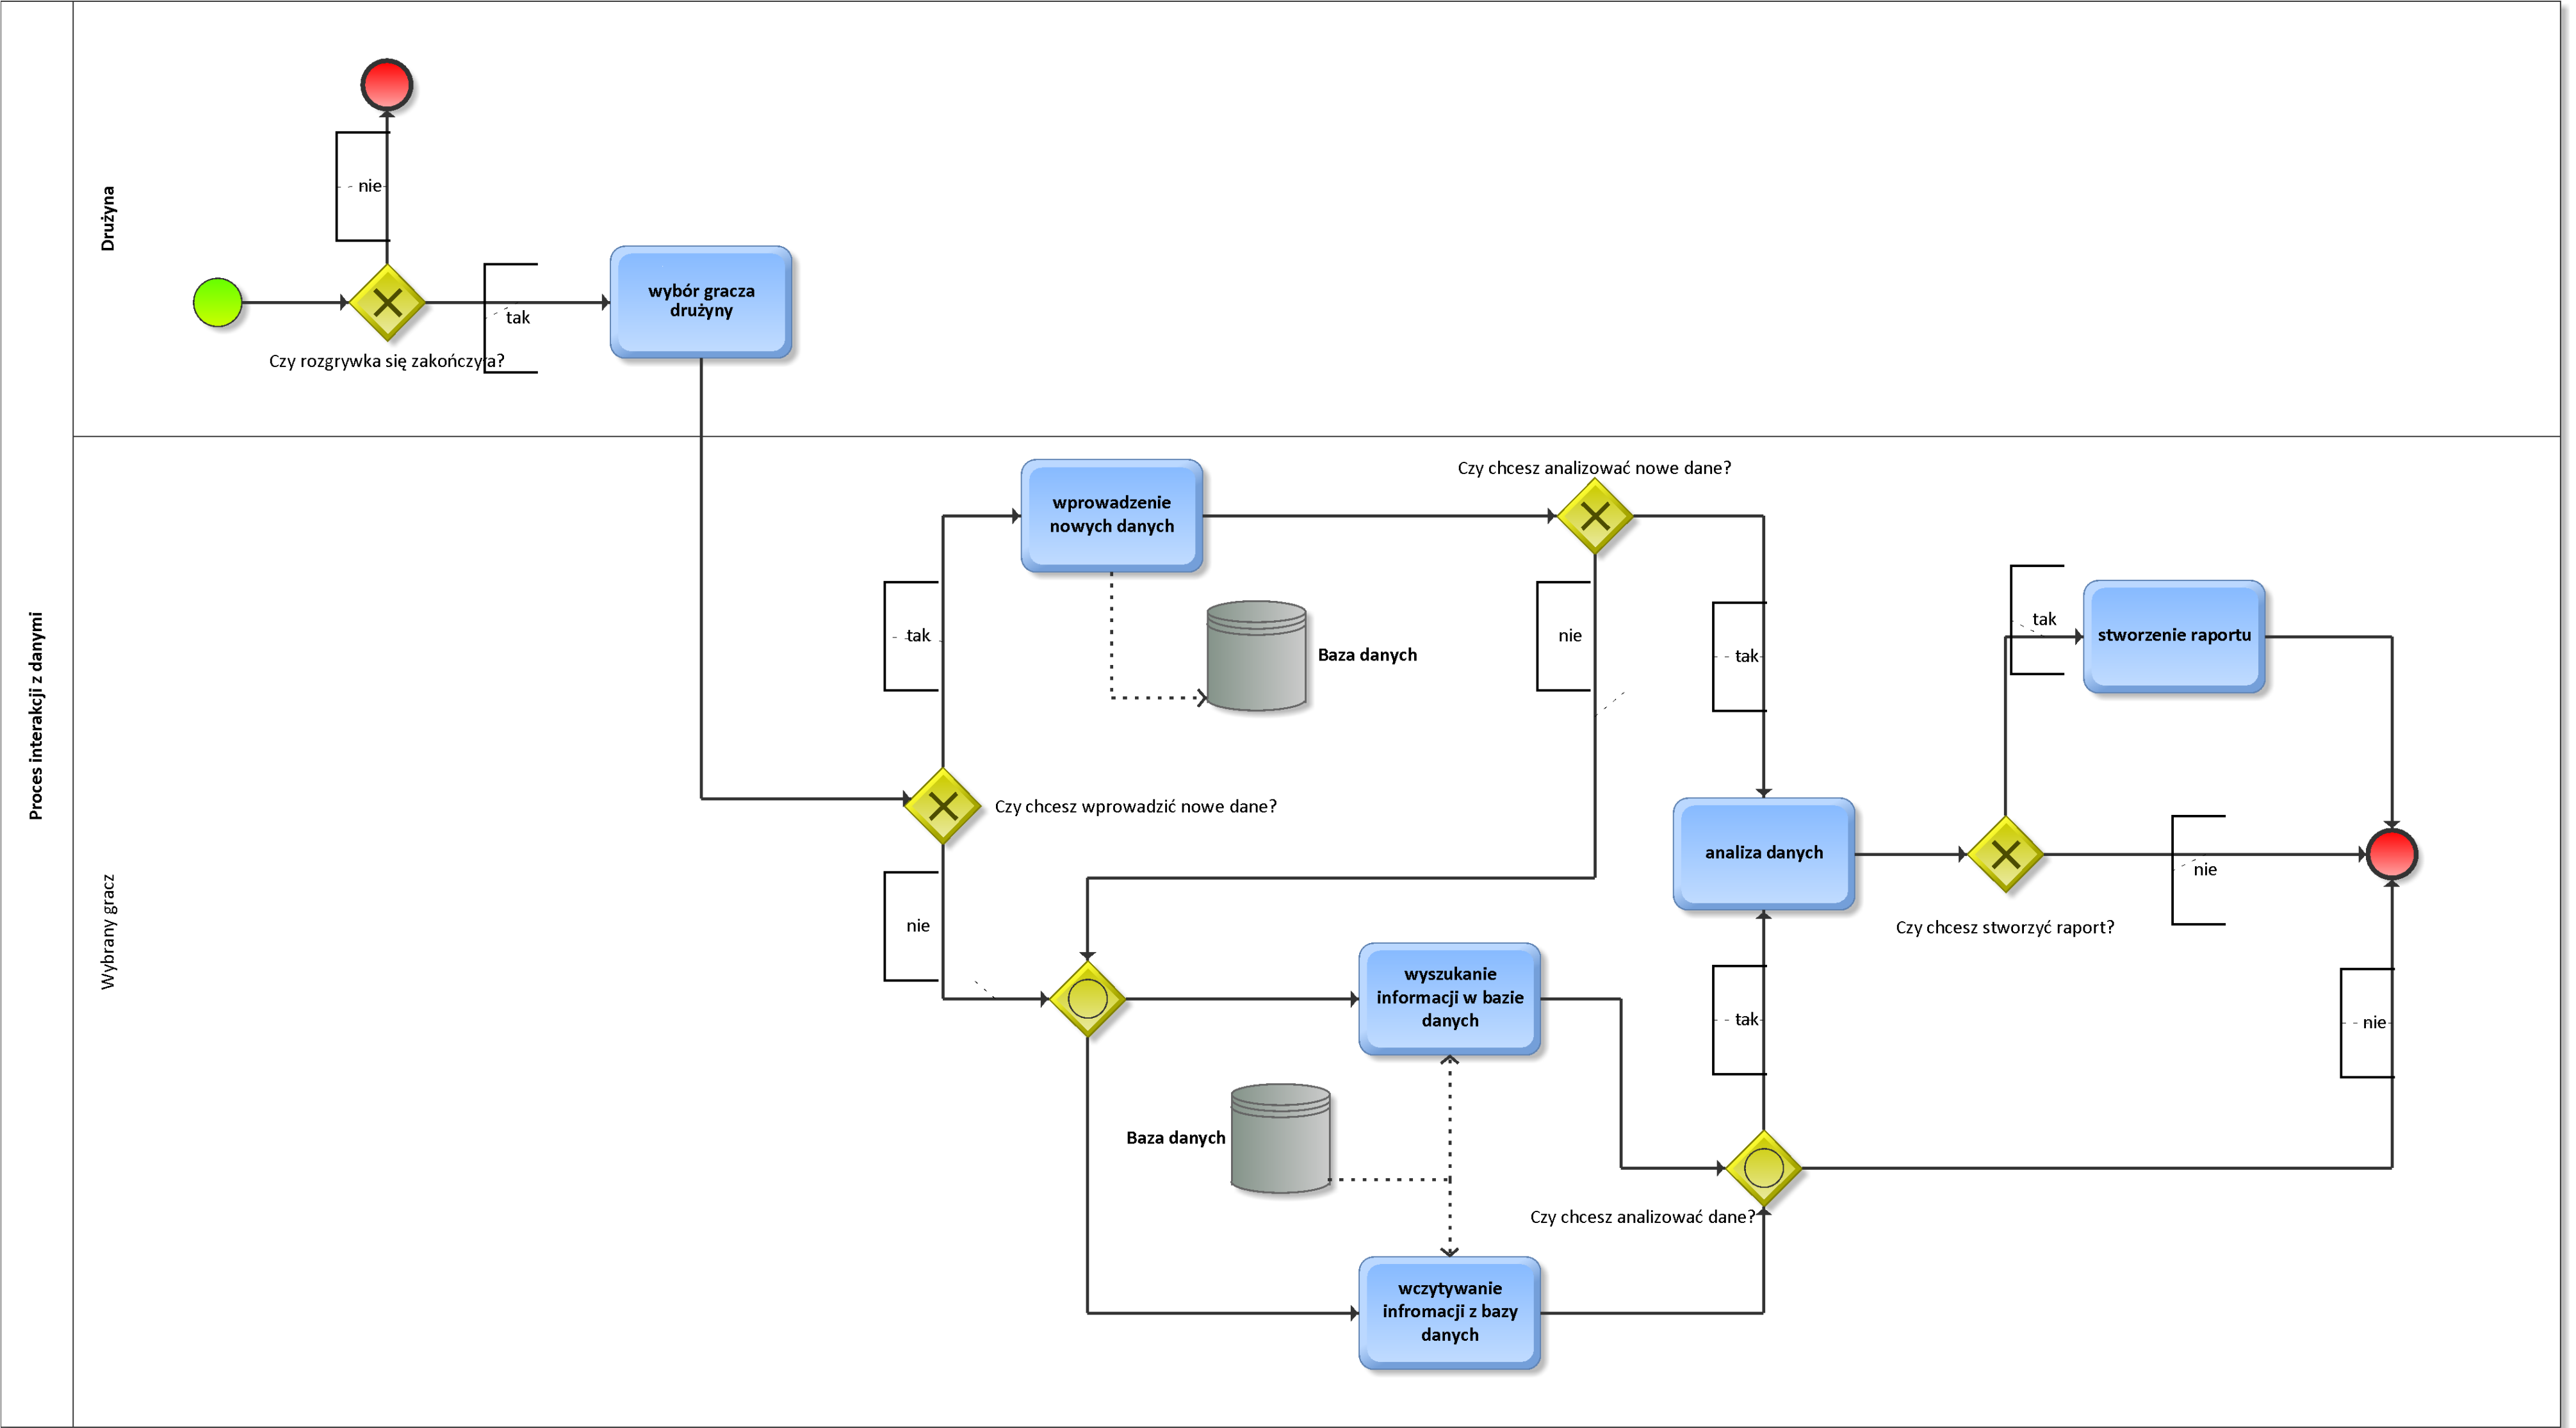 Proces interakcji z danymi
Drużyna
nie
tak
Czy rozgrywka się zakończyła?
wybór gracza
drużyny
Wybrany gracz
Czy chcesz analizować nowe dane?
wprowadzenie
nowych danych
tak
Baza danych
nie
tak
tak
stworzenie raportu
Czy chcesz wprowadzić nowe dane?
analiza danych
nie
Czy chcesz stworzyć raport?
nie
wyszukanie
informacji w bazie
danych
tak
nie
Baza danych
Czy chcesz analizować dane?
wczytywanie
infromacji z bazy
danych